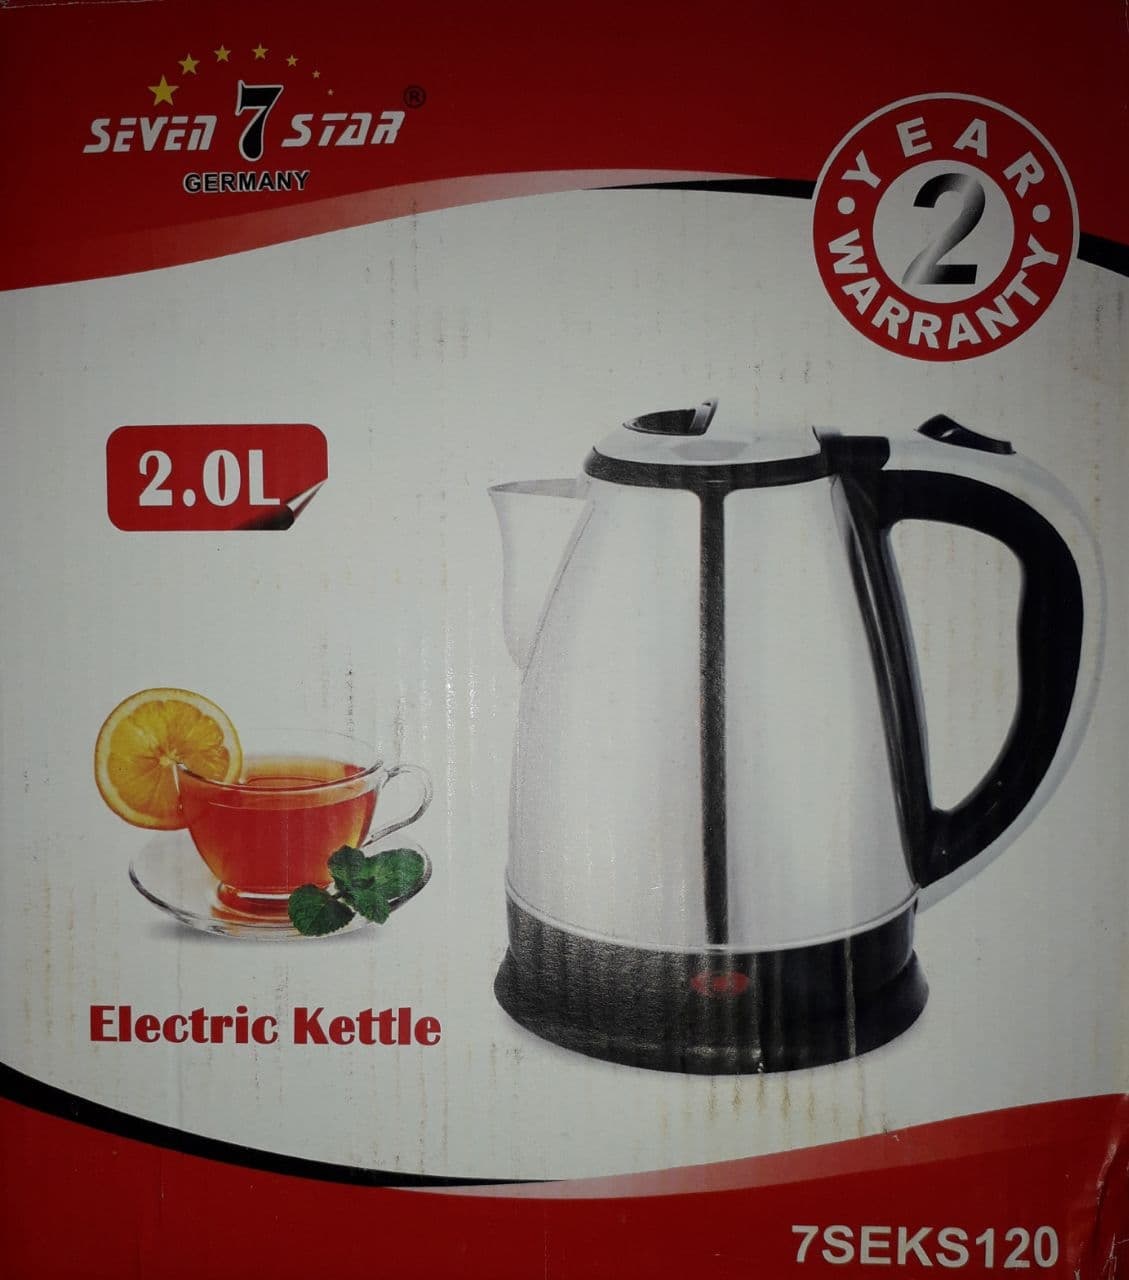 SEVEN 7 STAR®
GERMANY
YEAR
2
WARRANTY
2.0L
Electric Kettle
7SEKS120